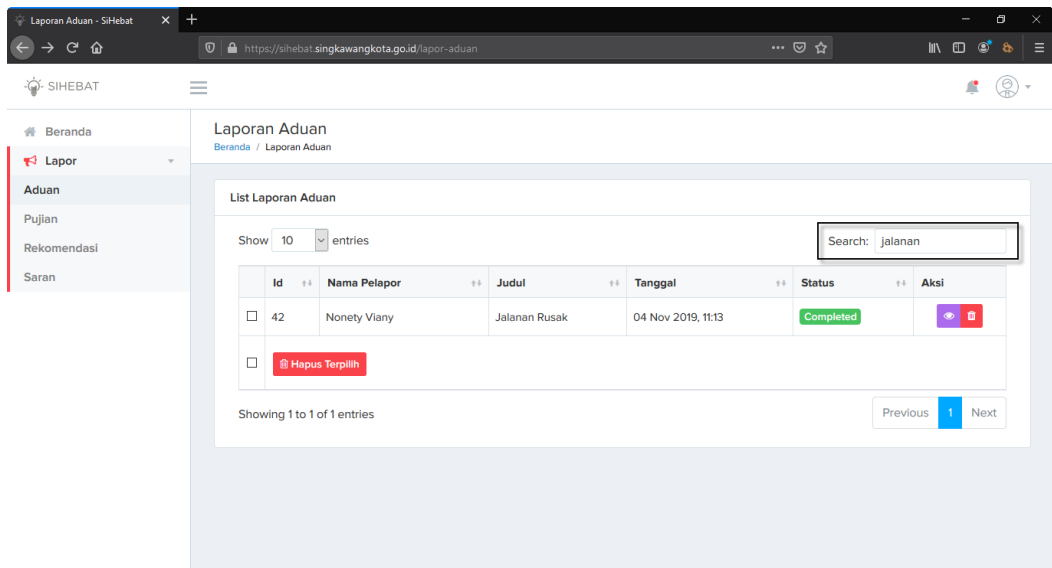 Laporan Aduan - SiHebat
https://sihebat.singkawangkota.go.id/lapor-aduan
SIHEBAT
Beranda
Lapor
Aduan
Pujian
Rekomendasi
Saran
Laporan Aduan
Beranda / Laporan Aduan
List Laporan Aduan
Show 10 entries
Search: jalanan
Id Nama Pelapor Judul Tanggal Status Aksi
42 Nonety Viany Jalanan Rusak 04 Nov 2019, 11:13 Completed
Hapus Terpilih
Showing 1 to 1 of 1 entries
Previous 1 Next